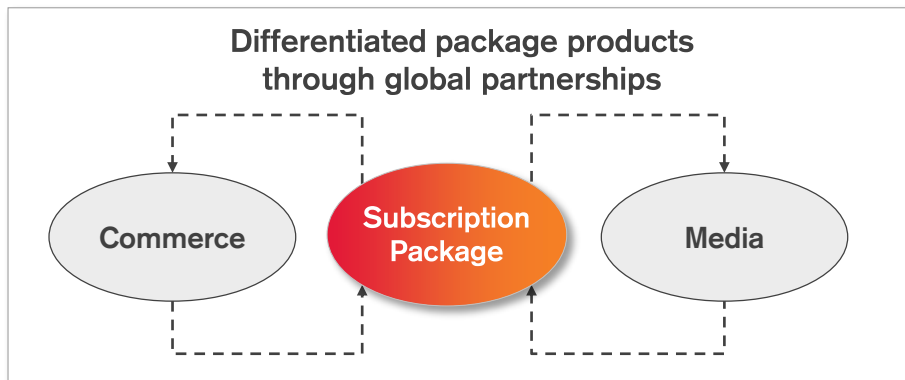 Differentiated package products
through global partnerships
Commerce
Subscription
Package
Media